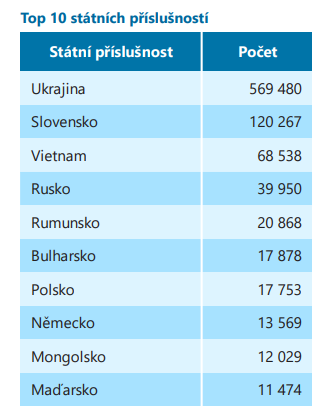 Top 10 státních příslušností
Státní příslušnost Počet
Ukrajina 569 480
Slovensko 120 267
Vietnam 68 538
Rusko 39 950
Rumunsko 20 868
Bulharsko 17 878
Polsko 17 753
Německo 13 569
Mongolsko 12 029
Maďarsko 11 474